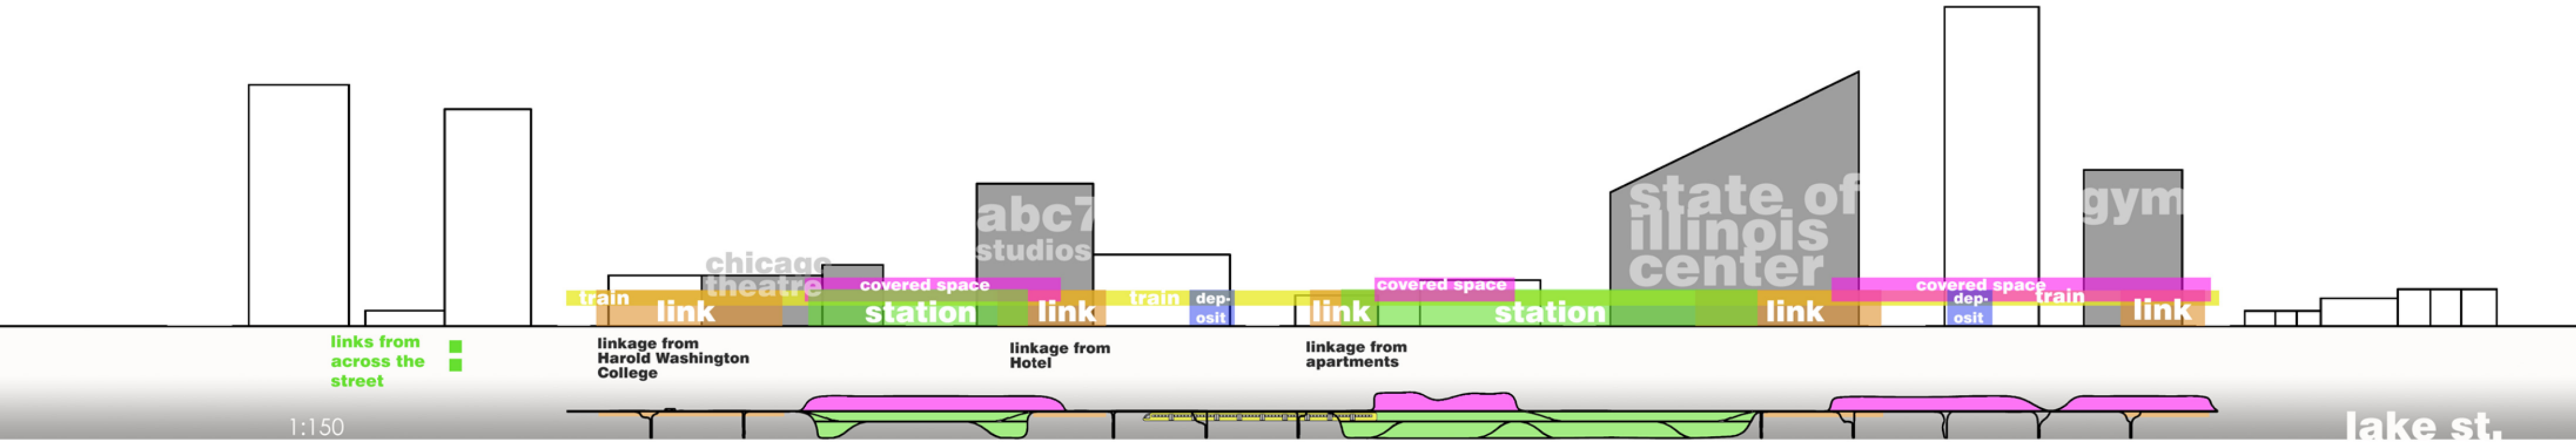 chicago
theatre
abc7
studios
state of
illinois
center
gym
covered space
covered space
covered space
train
link
station
link
train
dep-
osit
link
station
link
dep-
osit
train
link
links from
across the
street
linkage from
Harold Washington
College
linkage from
Hotel
linkage from
apartments
1:150
lake st.